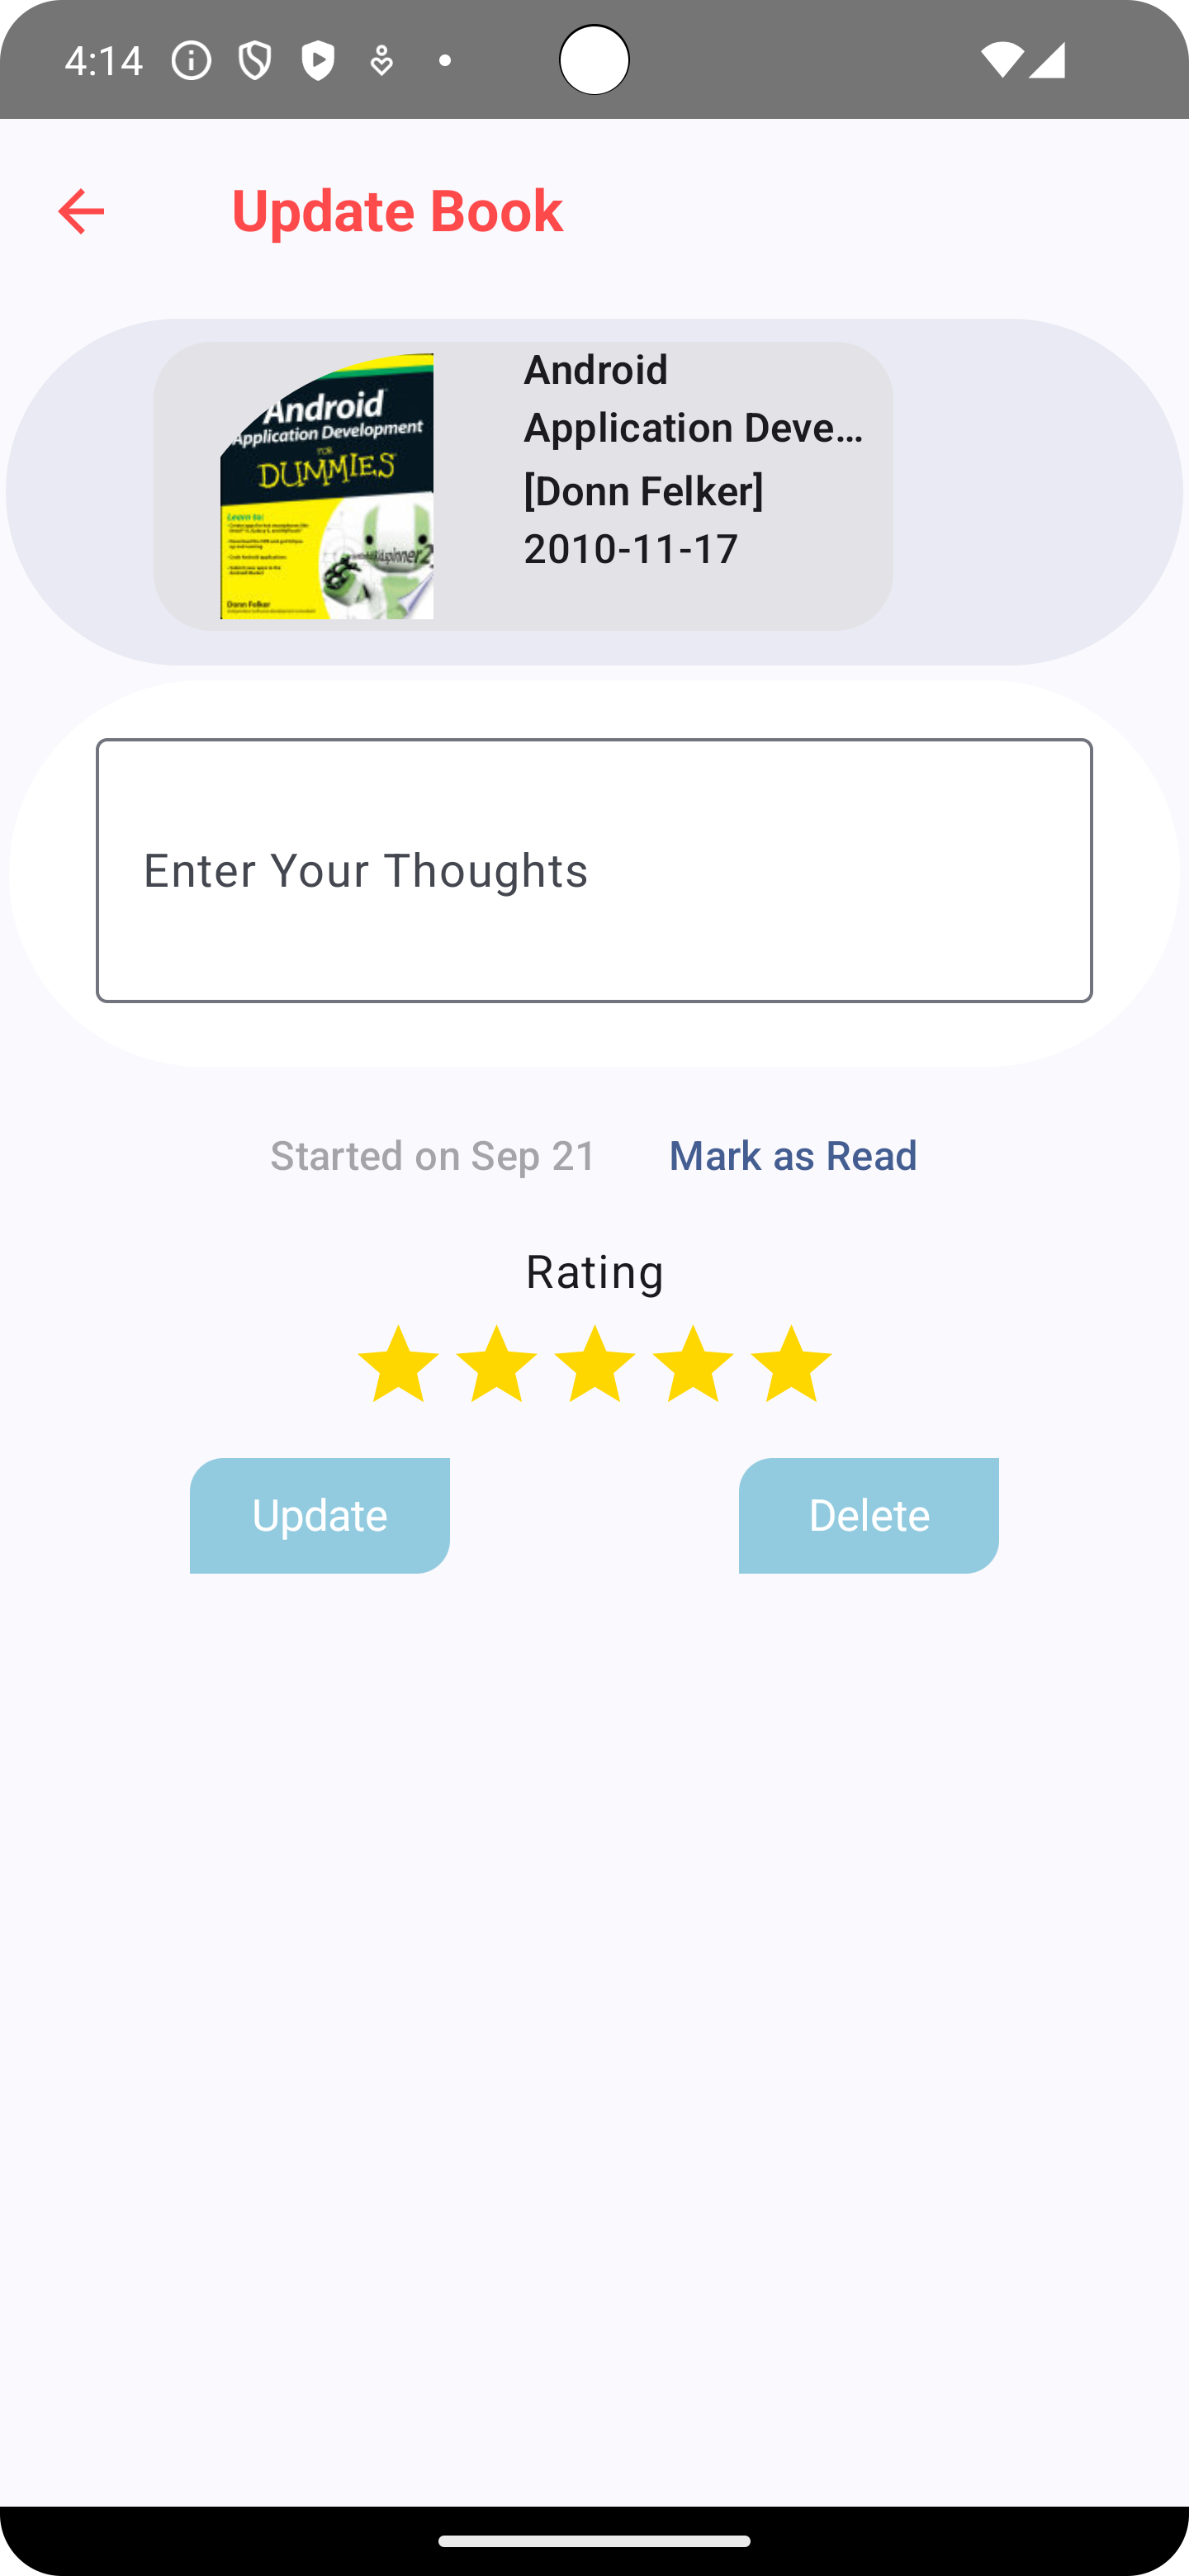 4:14
Update Book
Android
Application Development
FOR
DUMMIES
Learn to:
Donn Felker
Android
Application Deve...
[Donn Felker]
2010-11-17
Enter Your Thoughts
Started on Sep 21
Mark as Read
Rating
Update
Delete